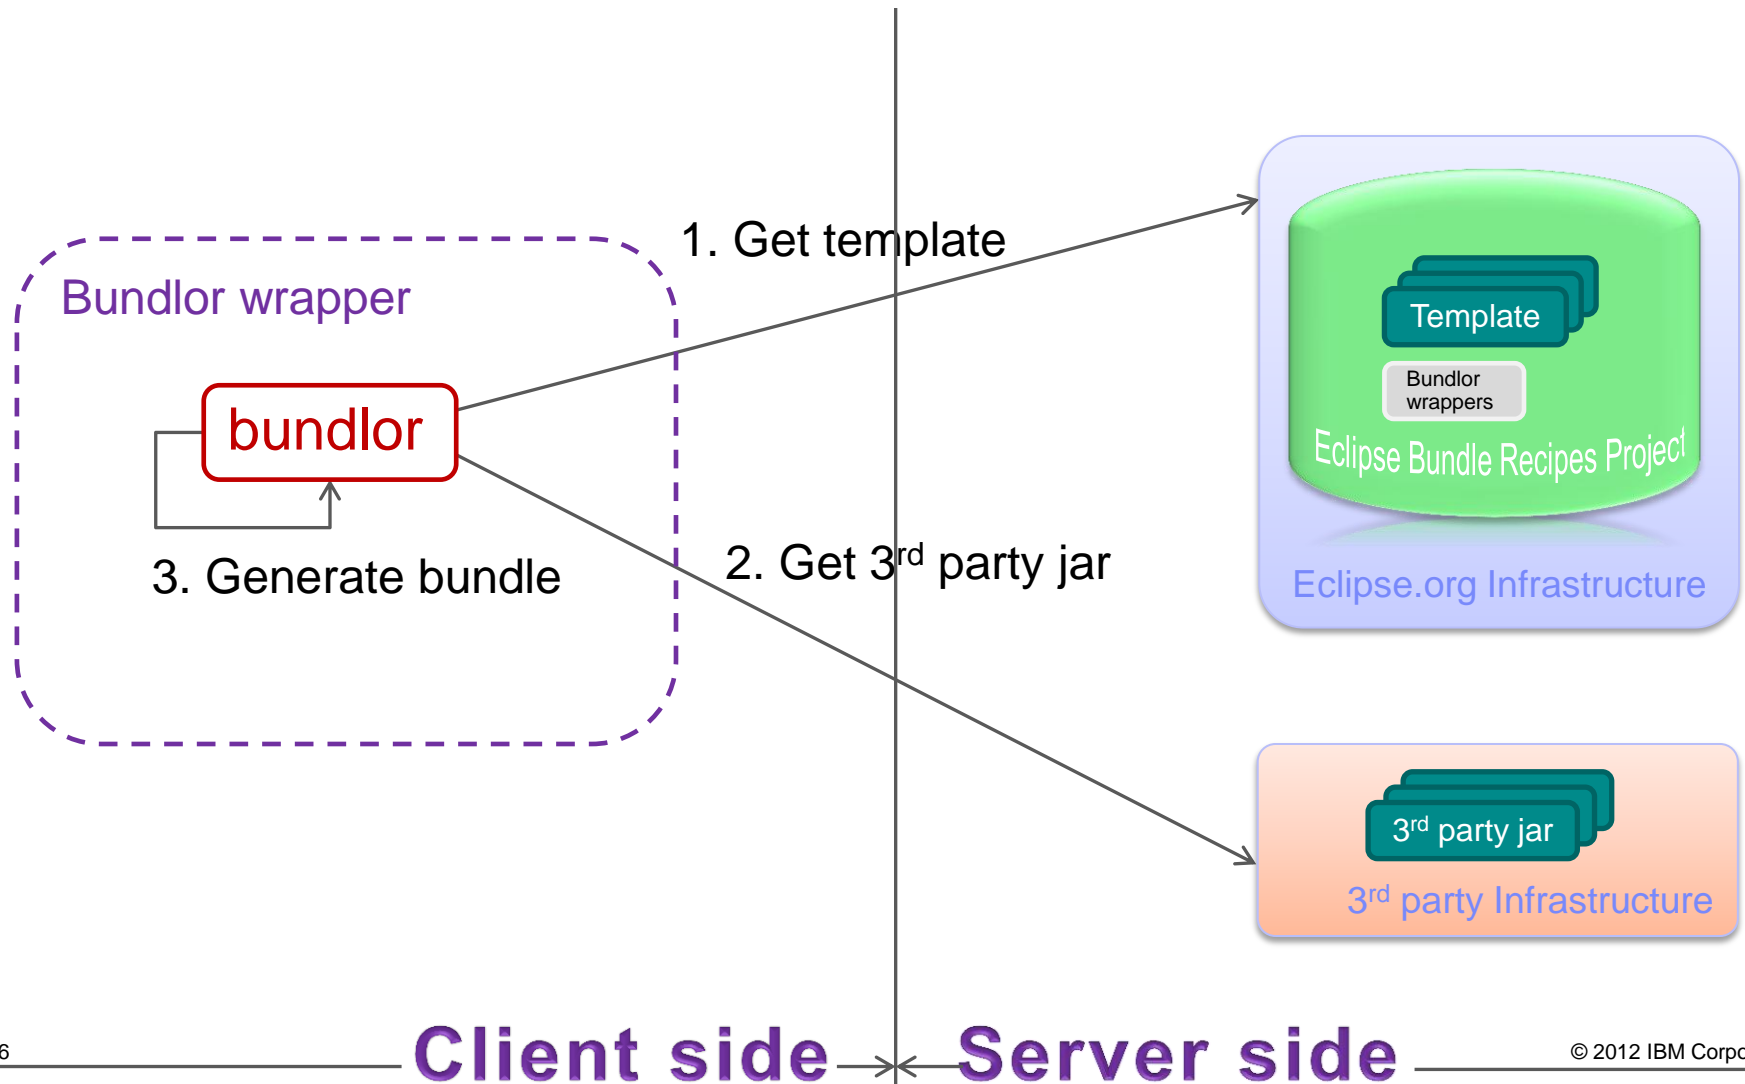 1. Get template
Bundlor wrapper
bundlor
3. Generate bundle
2. Get 3rd party jar
Template
Bundlor
wrappers
Eclipse Bundle Recipes Project
Eclipse.org Infrastructure
3rd party jar
3rd party Infrastructure
Client side
Server side
6
© 2012 IBM Corpo